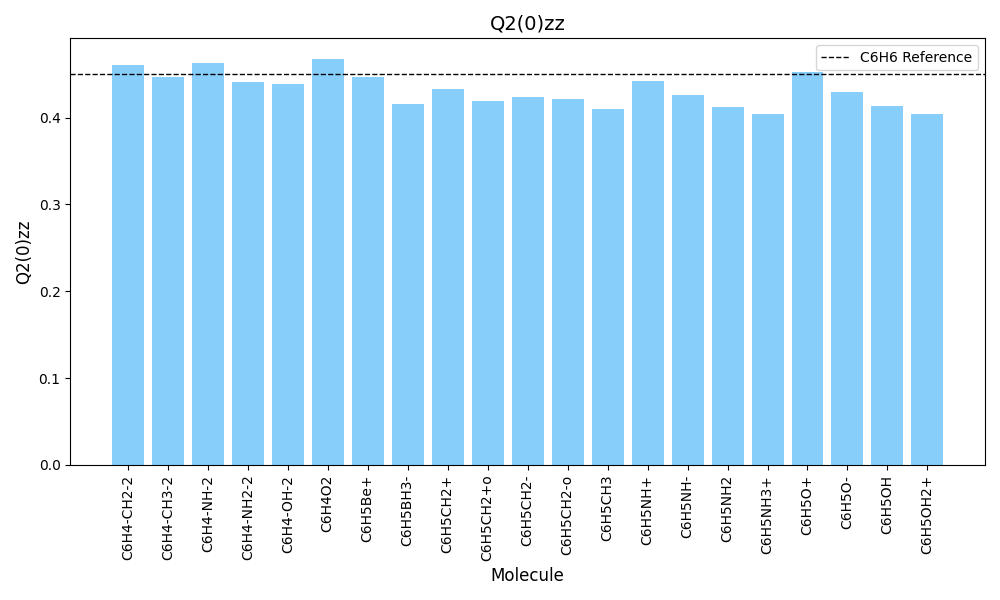 Q2(0)zz
C6H6 Reference
Q2(0)zz
0.4
0.3
0.2
0.1
0.0
C6H4-CH2-2
C6H4-CH3-2
C6H4-NH-2
C6H4-NH2-2
C6H4-OH-2
C6H4O2
C6H5Be+
C6H5BH3-
C6H5CH2+
C6H5CH2+o
C6H5CH2-
C6H5CH2-o
C6H5CH3
C6H5NH+
C6H5NH-
C6H5NH2
C6H5NH3+
C6H5O+
C6H5O-
C6H5OH
C6H5OH2+
Molecule